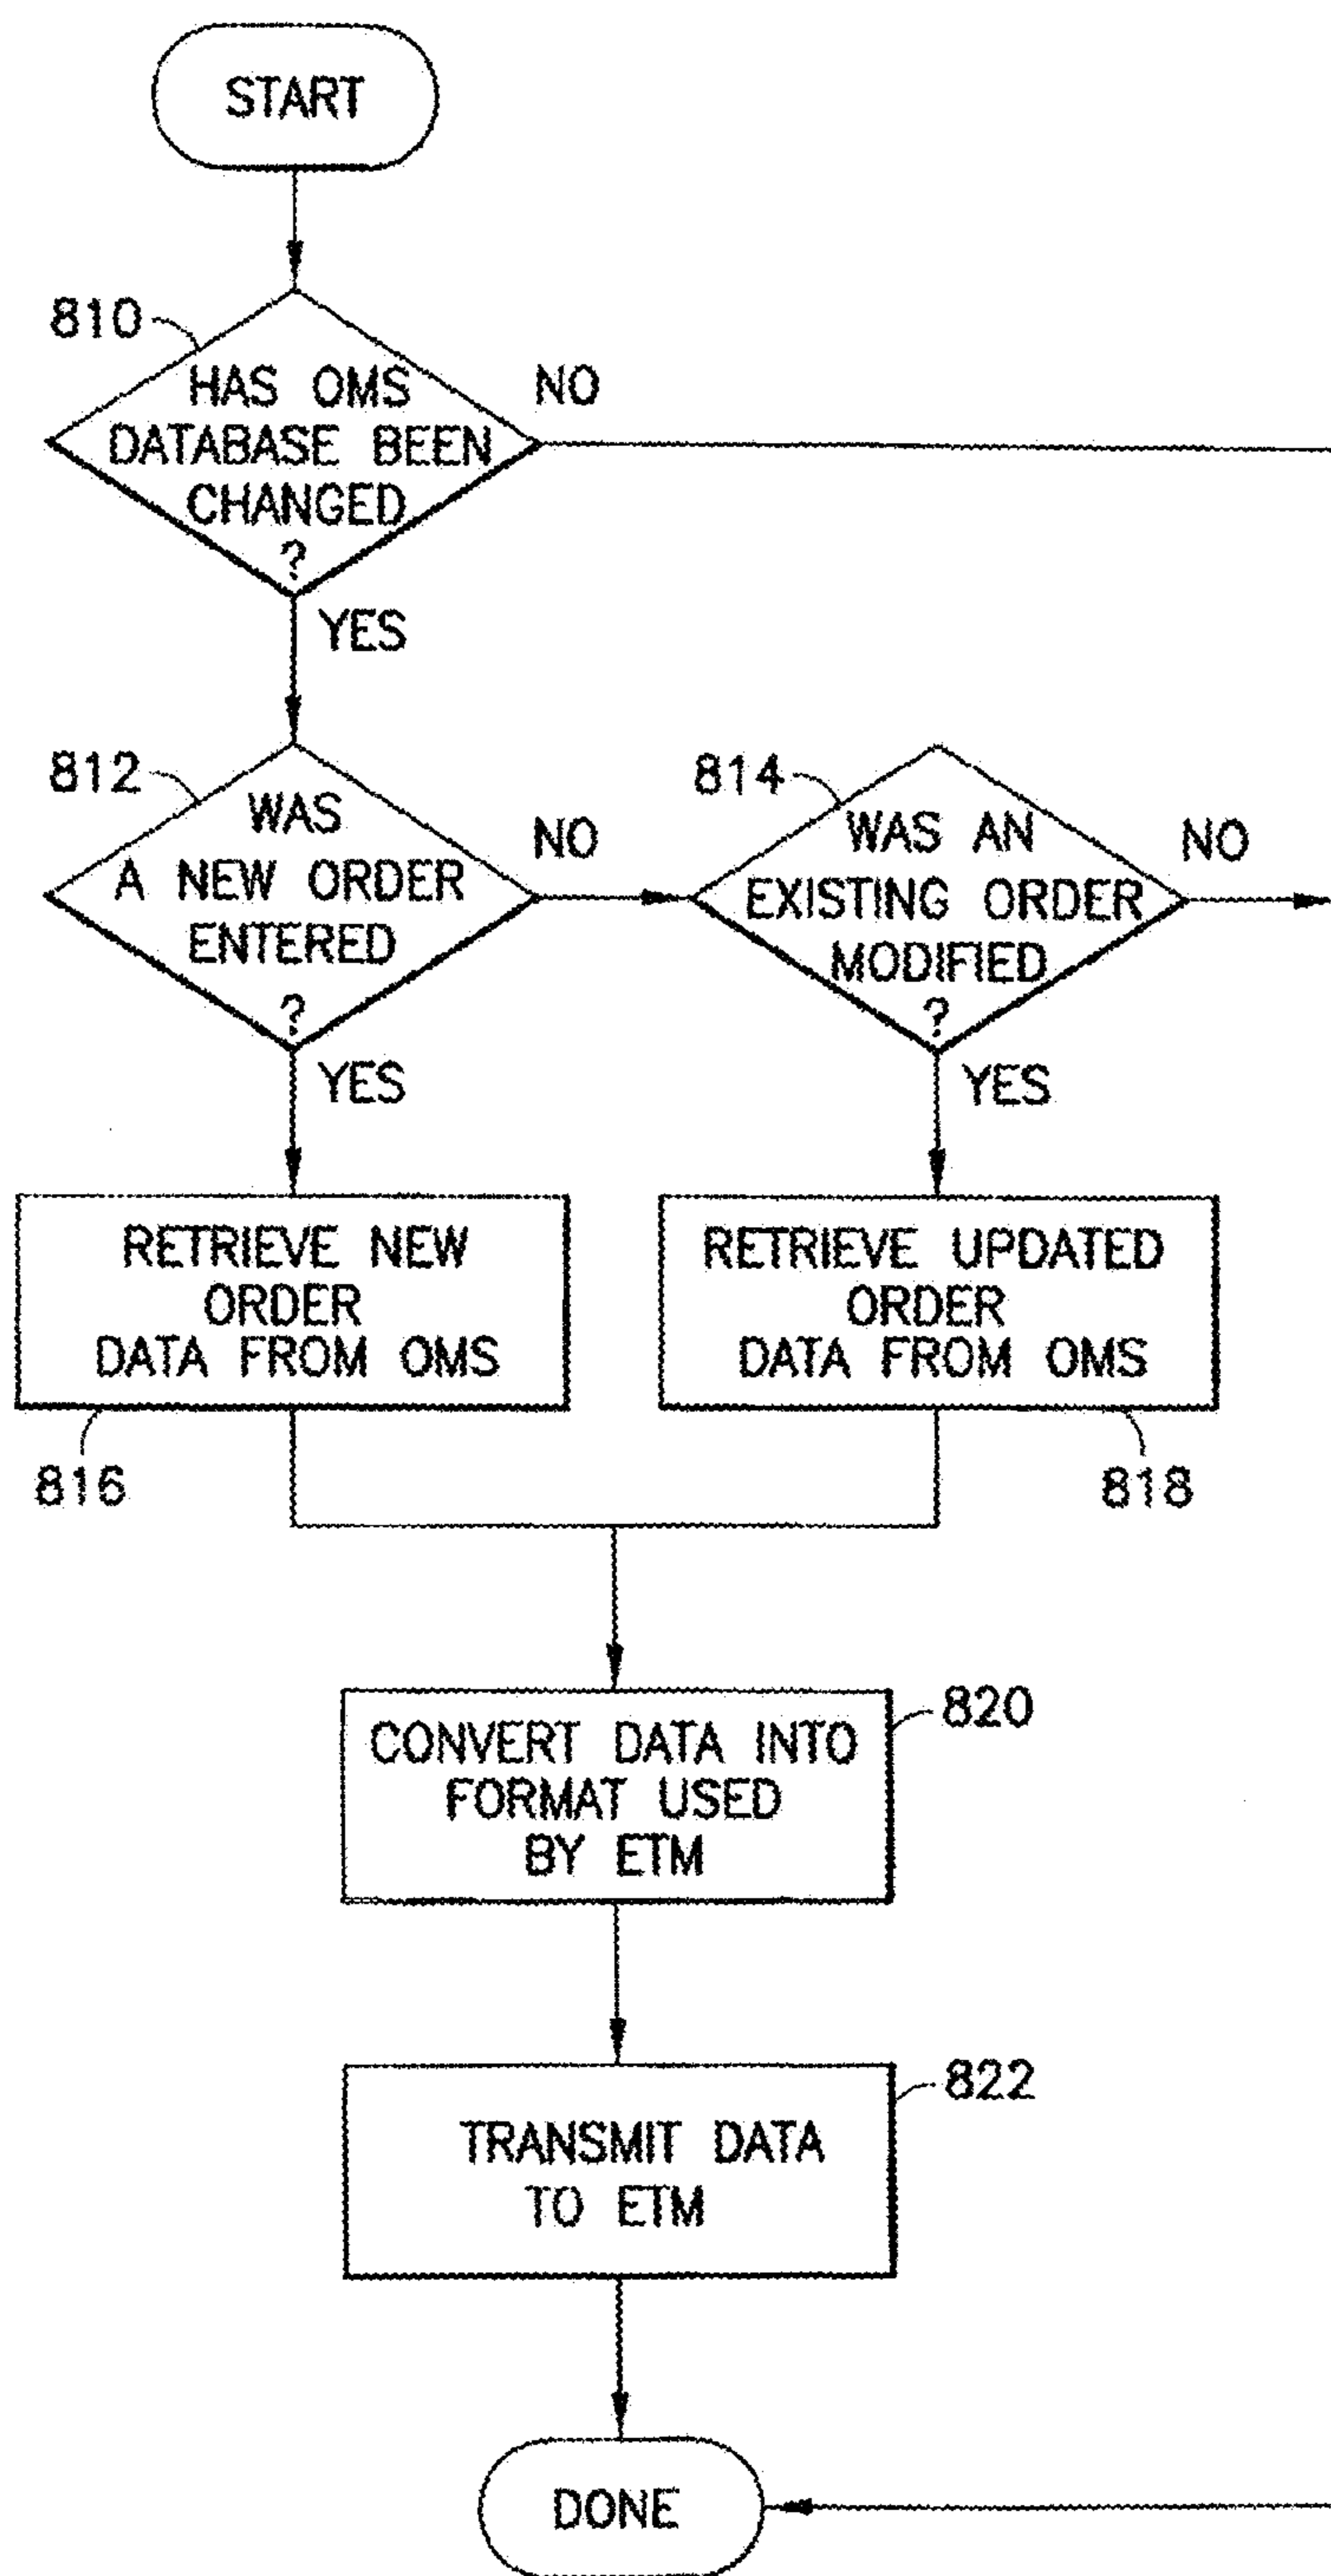 START
810
HAS OMS
DATABASE BEEN
CHANGED
?
NO
YES
812
WAS
A NEW ORDER
ENTERED
?
NO
YES
814
WAS AN
EXISTING ORDER
MODIFIED
?
NO
YES
RETRIEVE NEW
ORDER
DATA FROM OMS
816
RETRIEVE UPDATED
ORDER
DATA FROM OMS
818
CONVERT DATA INTO
FORMAT USED
BY ETM
820
TRANSMIT DATA
TO ETM
822
DONE